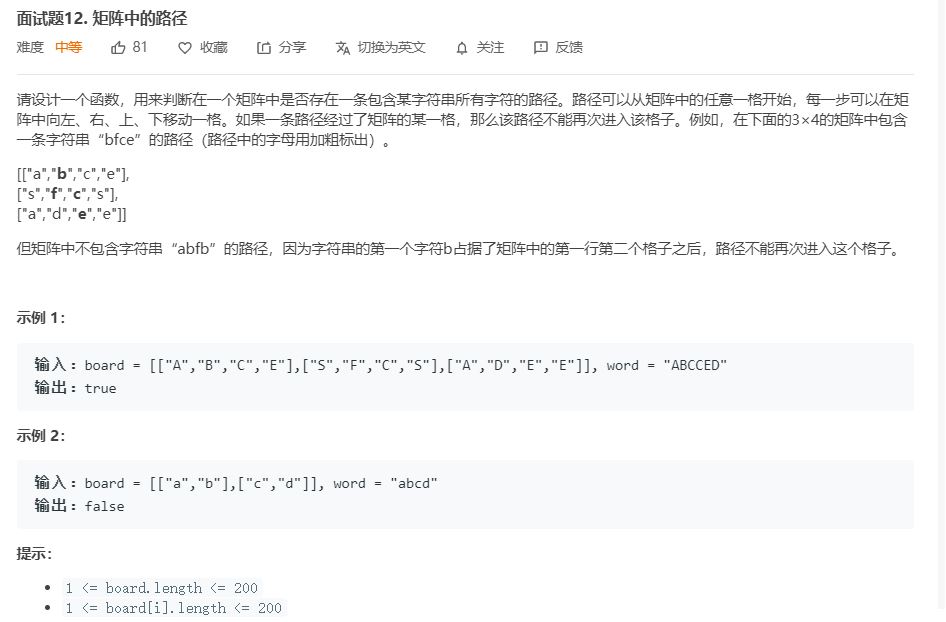 面试题12. 矩阵中的路径
难度 中等 81 收藏 分享 切换为英文 关注 反馈
请设计一个函数，用来判断在一个矩阵中是否存在一条包含某字符串所有字符的路径。路径可以从矩阵中的任意一格开始，每一步可以在矩
阵中向左、右、上、下移动一格。如果一条路径经过了矩阵的某一格，那么该路径不能再次进入该格子。例如，在下面的3×4的矩阵中包含
一条字符串“bfce”的路径（路径中的字母用加粗标出）。
[["a","b","c","e"],
["s","f","c","s"],
["a","d","e","e"]]
但矩阵中不包含字符串“abfb”的路径，因为字符串的第一个字符b占据了矩阵中的第一行第二个格子之后，路径不能再次进入这个格子。
示例 1：
输入：board = [["A","B","C","E"],["S","F","C","S"],["A","D","E","E"]], word = "ABCCED"
输出：true
示例 2：
输入：board = [["a","b"],["c","d"]], word = "abcd"
输出：false
提示：
1 <= board.length <= 200
1 <= board[i].length <= 200